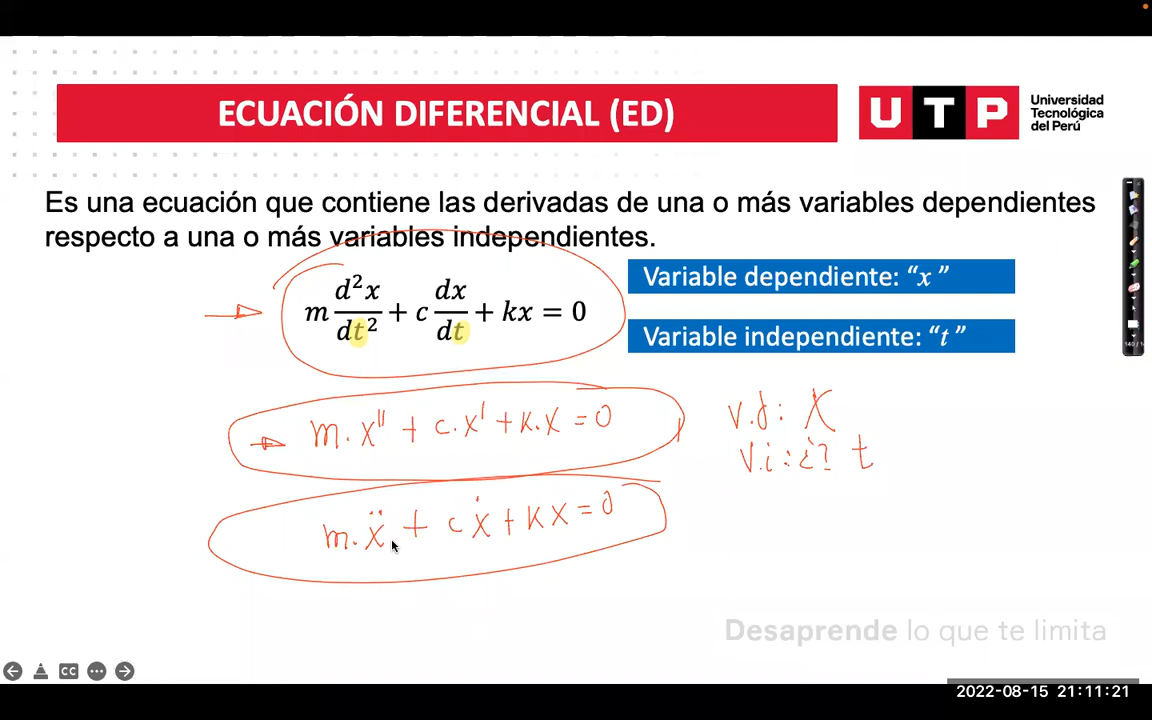 ECUACIÓN DIFERENCIAL (ED)
UTP
Universidad
Tecnológica
del Perú
Es una ecuación que contiene las derivadas de una o más variables dependientes
respecto a una o más variables independientes.
m d²x/dt² + c dx/dt + kx = 0
Variable dependiente: “x ”
Variable independiente: “t ”
m. x'' + c. x' + k. x = 0
v.d: x
v.i: ¿? t
m. ẍ + cẋ + kx = 0
Desaprende lo que te limita
CC
2022-08-15 21:11:21